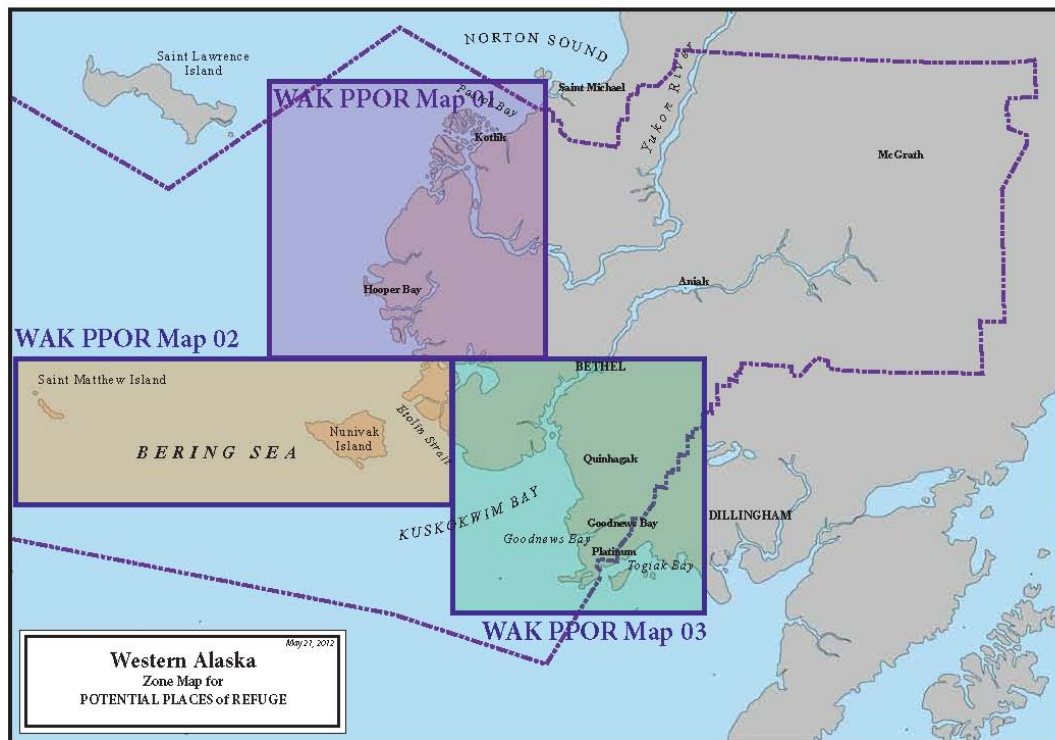 NORTON SOUND
Saint Lawrence
Island
Saint Michael
WAK PPOR Map 01
Pastol Bay
Kotlik
Yukon River
McGrath
Aniak
Hooper Bay
WAK PPOR Map 02
BETHEL
Saint Matthew Island
Etolin Strait
Nunivak
Island
BERING SEA
Quinhagak
KUSKOKWIM BAY
DILLINGHAM
Goodnews Bay
Goodnews Bay
Platinum
Togiak Bay
WAK PPOR Map 03
May 21, 2012
Western Alaska
Zone Map for
POTENTIAL PLACES of REFUGE